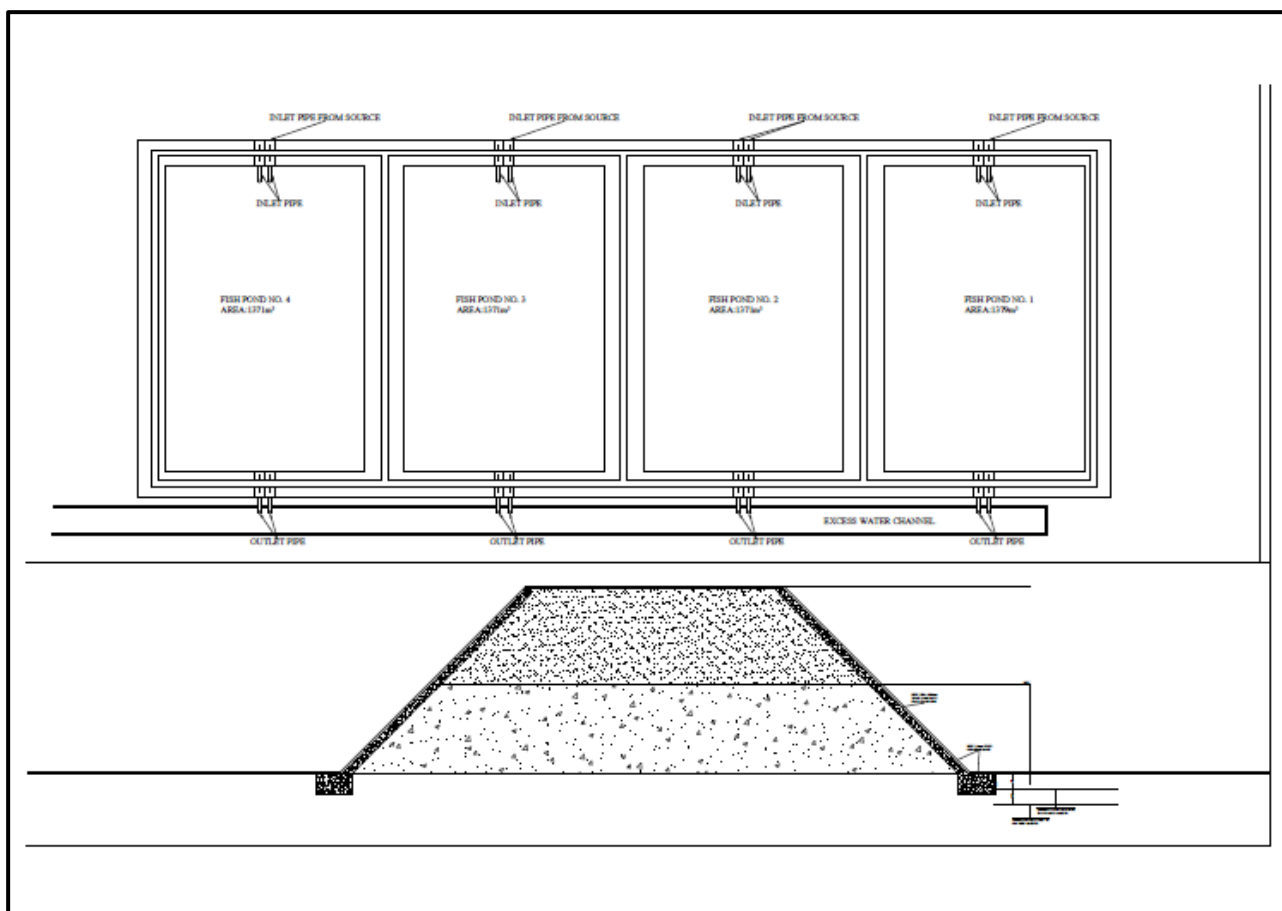 INLET PIPE FROM SOURCE
INLET PIPE FROM SOURCE
INLET PIPE FROM SOURCE
INLET PIPE FROM SOURCE
INLET PIPE
INLET PIPE
INLET PIPE
INLET PIPE
FISH POND NO. 4
AREA:1371m²
FISH POND NO. 3
AREA:1371m²
FISH POND NO. 2
AREA:1371m²
FISH POND NO. 1
AREA:1379m²
EXCESS WATER CHANNEL
OUTLET PIPE
OUTLET PIPE
OUTLET PIPE
OUTLET PIPE